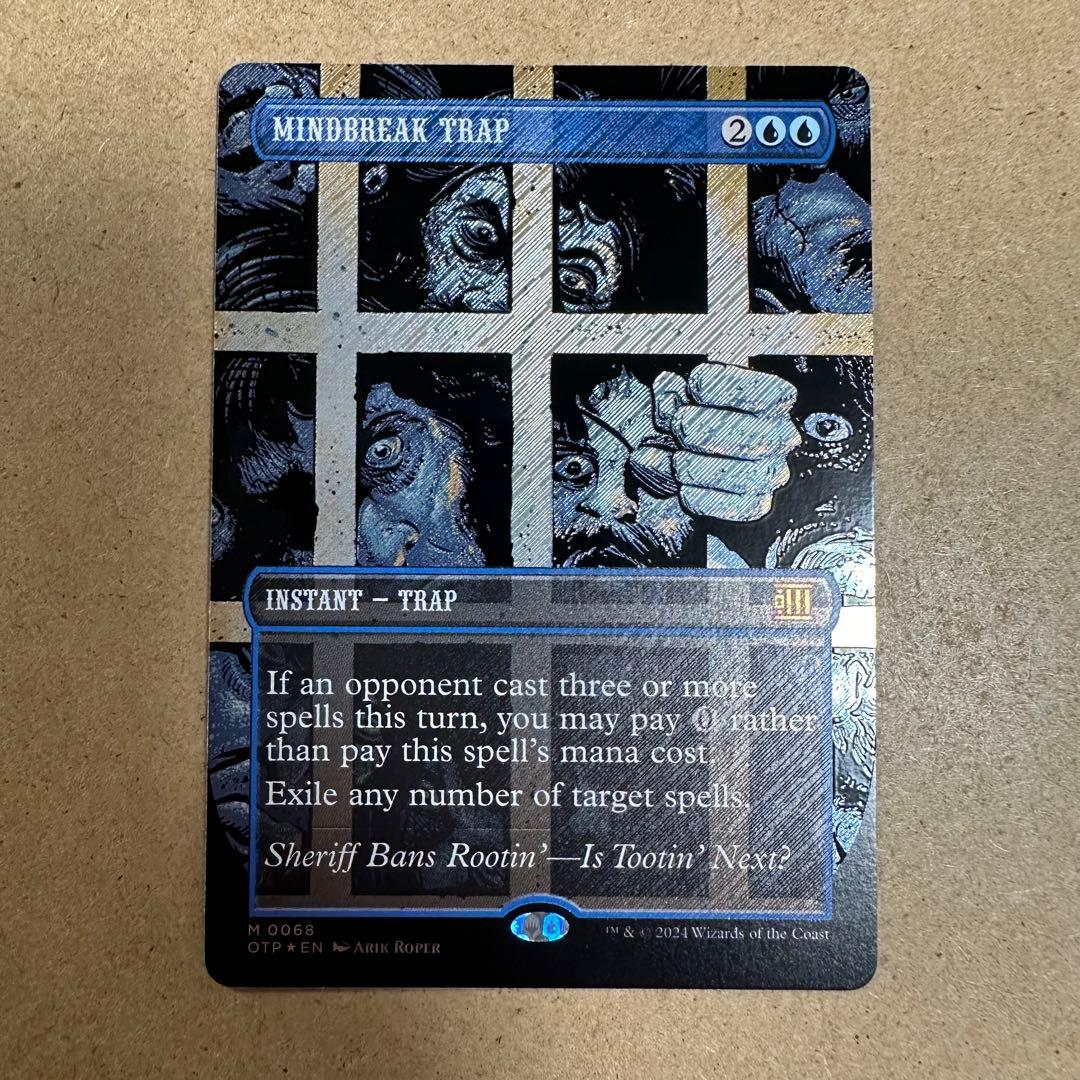 MINDBREAK TRAP 2
INSTANT – TRAP
If an opponent cast three or more
spells this turn, you may pay 0 rather
than pay this spell's mana cost.
Exile any number of target spells.
Sheriff Bans Rootin'—Is Tootin' Next?
M 0068
OTP★EN Arik Roper
™ & © 2024 Wizards of the Coast